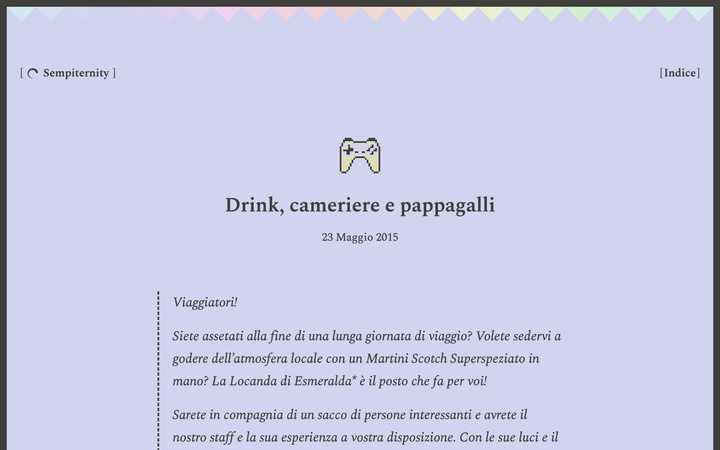 [ Sempiternity ]
[Indice]
Drink, cameriere e pappagalli
23 Maggio 2015
Viaggiatori!
Siete assetati alla fine di una lunga giornata di viaggio? Volete sedervi a
godere dell’atmosfera locale con un Martini Scotch Superspeziato in
mano? La Locanda di Esmeralda* è il posto che fa per voi!
Sarete in compagnia di un sacco di persone interessanti e avrete il
nostro staff e la sua esperienza a vostra disposizione. Con le sue luci e il